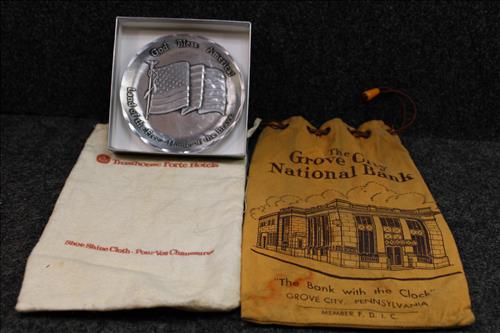 God Bless America
Land of the Free - Home of the Brave
Trusthouse Forte Hotels
Shoe Shine Cloth - Pour Vos Chaussures
The
Grove City
National Bank
"The Bank with the Clock"
GROVE CITY, PENNSYLVANIA
MEMBER F. D. I. C.